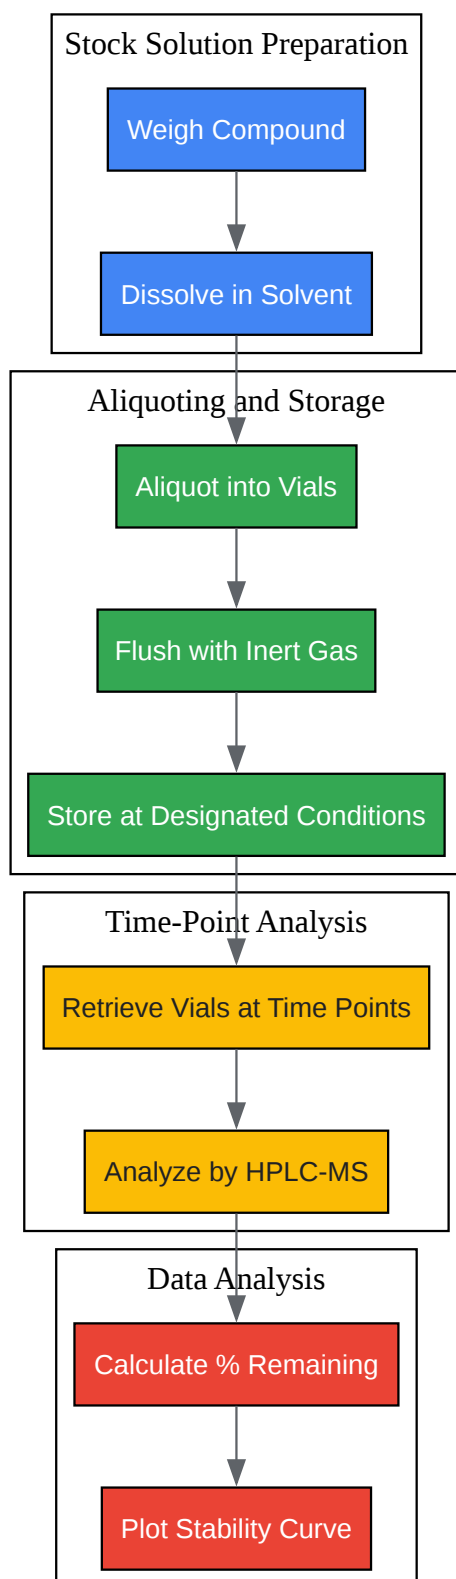 Stock Solution Preparation
Weigh Compound
Dissolve in Solvent
Aliquoting and Storage
Aliquot into Vials
Flush with Inert Gas
Store at Designated Conditions
Time-Point Analysis
Retrieve Vials at Time Points
Analyze by HPLC-MS
Data Analysis
Calculate % Remaining
Plot Stability Curve